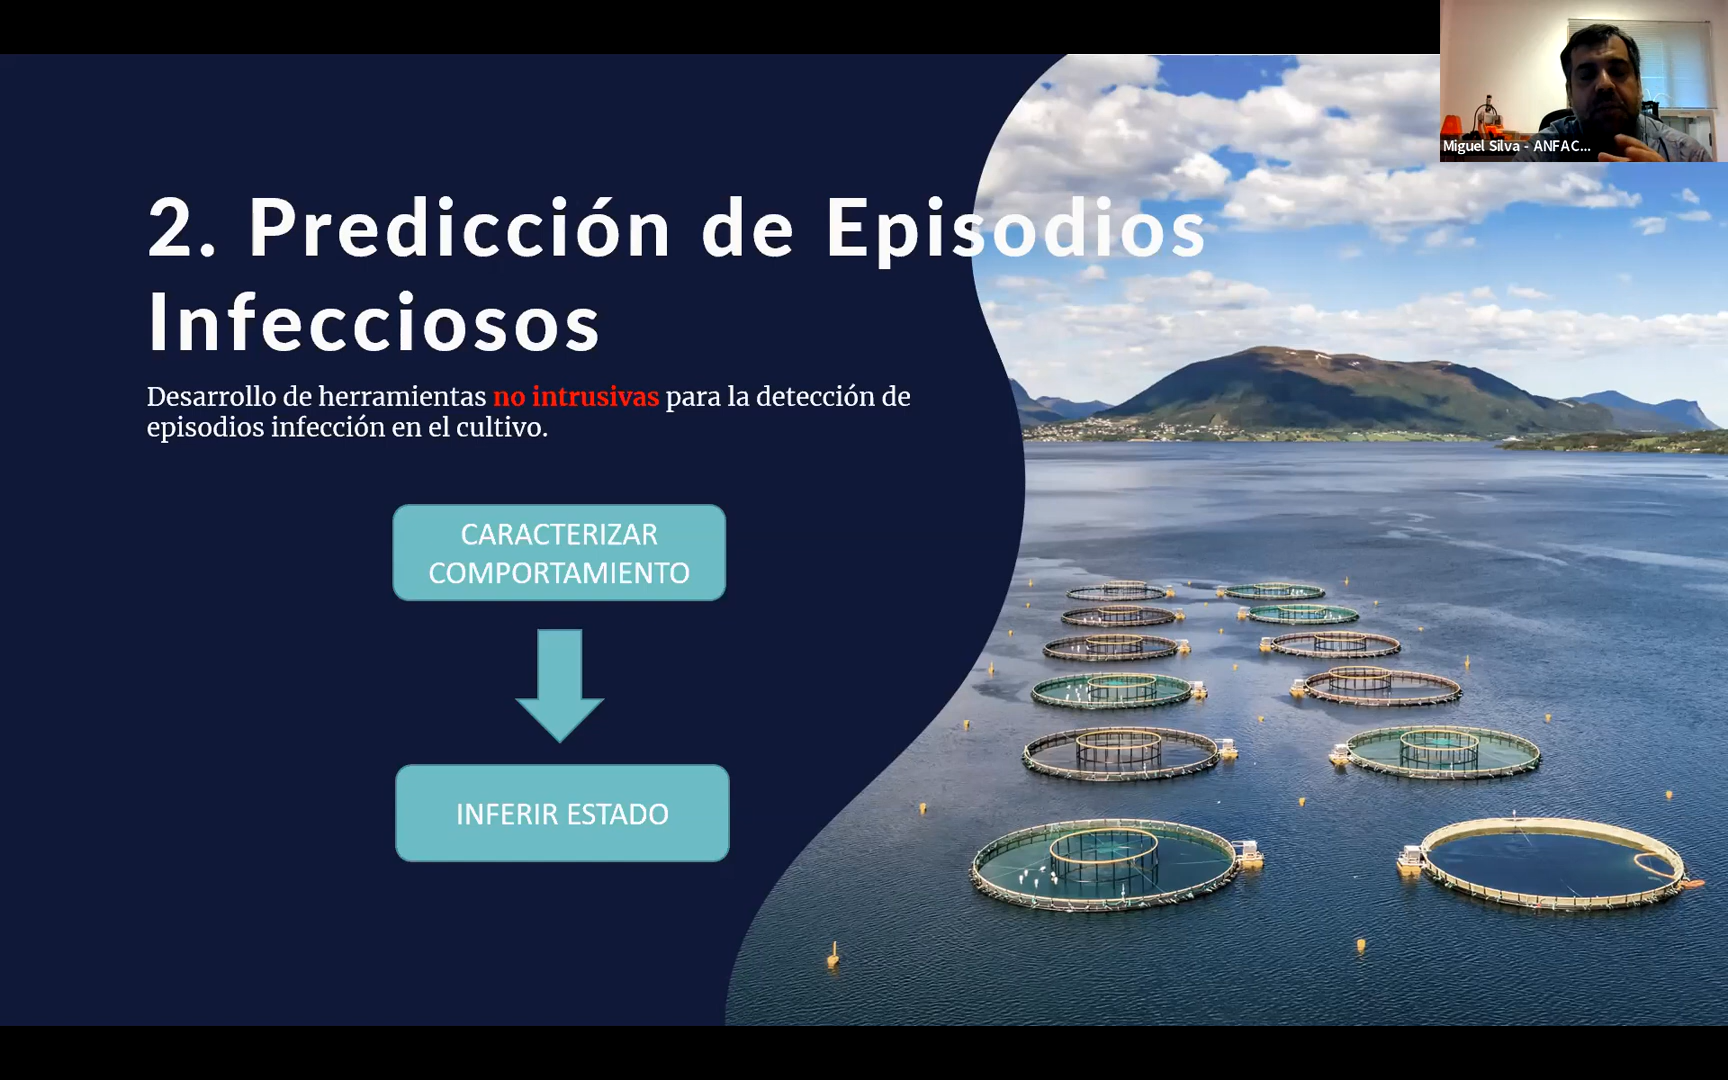 Miguel Silva - ANFAC...
2. Predicción de Episodios
Infecciosos
Desarrollo de herramientas no intrusivas para la detección de
episodios infección en el cultivo.
CARACTERIZAR
COMPORTAMIENTO
INFERIR ESTADO